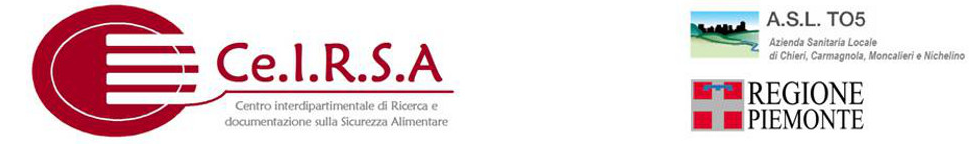 Ce.I.R.S.A
Centro interdipartimentale di Ricerca e
documentazione sulla Sicurezza Alimentare
A.S.L. TO5
Azienda Sanitaria Locale
di Chieri, Carmagnola, Moncalieri e Nichelino
REGIONE
PIEMONTE